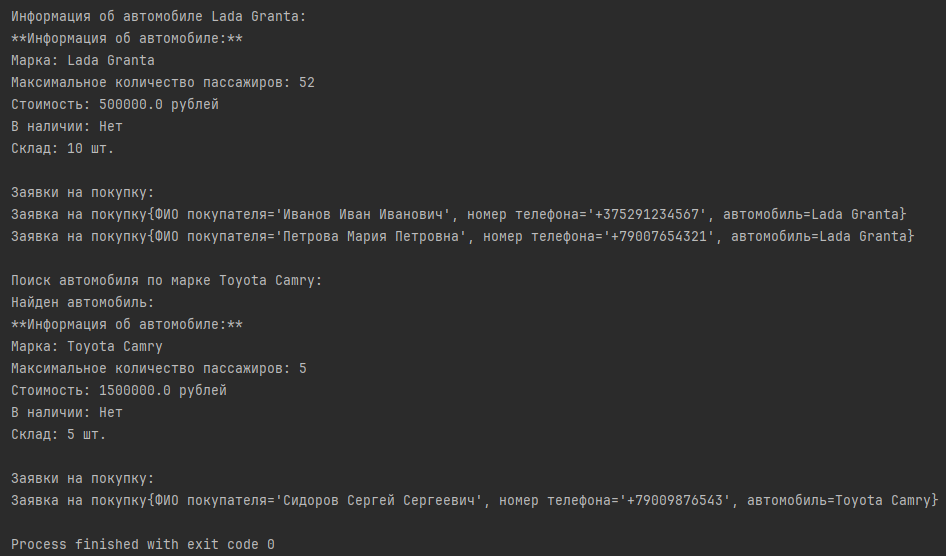 Информация об автомобиле Lada Granta:
**Информация об автомобиле:**
Марка: Lada Granta
Максимальное количество пассажиров: 52
Стоимость: 500000.0 рублей
В наличии: Нет
Склад: 10 шт.
Заявки на покупку:
Заявка на покупку{ФИО покупателя='Иванов Иван Иванович', номер телефона='+375291234567', автомобиль=Lada Granta}
Заявка на покупку{ФИО покупателя='Петрова Мария Петровна', номер телефона='+79007654321', автомобиль=Lada Granta}
Поиск автомобиля по марке Toyota Camry:
Найден автомобиль:
**Информация об автомобиле:**
Марка: Toyota Camry
Максимальное количество пассажиров: 5
Стоимость: 1500000.0 рублей
В наличии: Нет
Склад: 5 шт.
Заявки на покупку:
Заявка на покупку{ФИО покупателя='Сидоров Сергей Сергеевич', номер телефона='+79009876543', автомобиль=Toyota Camry}
Process finished with exit code 0